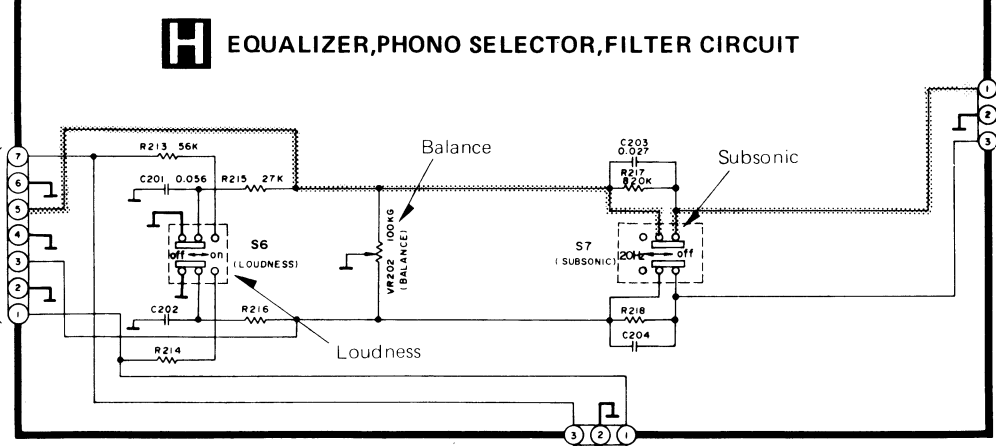 H EQUALIZER,PHONO SELECTOR,FILTER CIRCUIT
1
2
3
7
6
5
4
3
2
1
R213 56K
C201 0.056 R215 27K
off on
S6
(LOUDNESS)
C202
R216
R214
Loudness
Balance
VR202 100KG
(BALANCE)
C203
0.027
R217
820K
Subsonic
S7
(SUBSONIC)
20Hz off
R218
C204
3 2 1